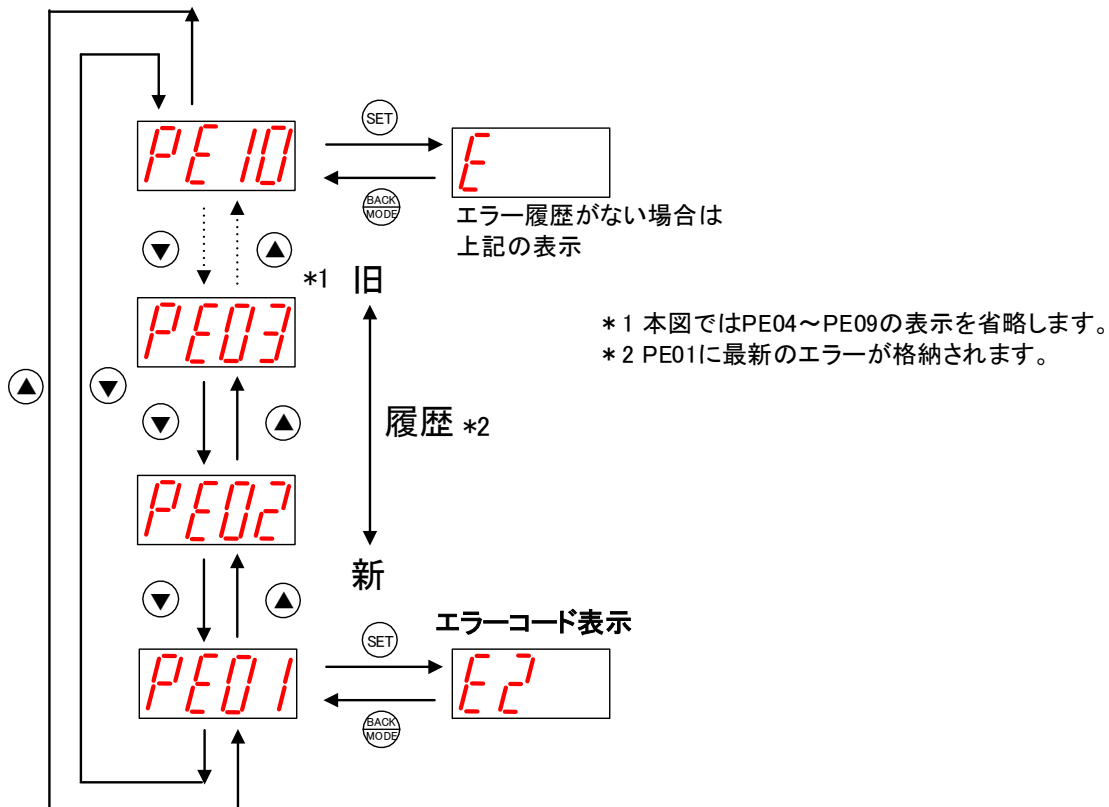 PE10
SET
E
BACK
MODE
エラー履歴がない場合は
上記の表示
▼
▲
*1 旧
PE03
*1 本図ではPE04～PE09の表示を省略します。
*2 PE01に最新のエラーが格納されます。
▲
▼
▼
▲
履歴 *2
PE02
新
▼
▲
エラーコード表示
SET
PE01
E2
BACK
MODE